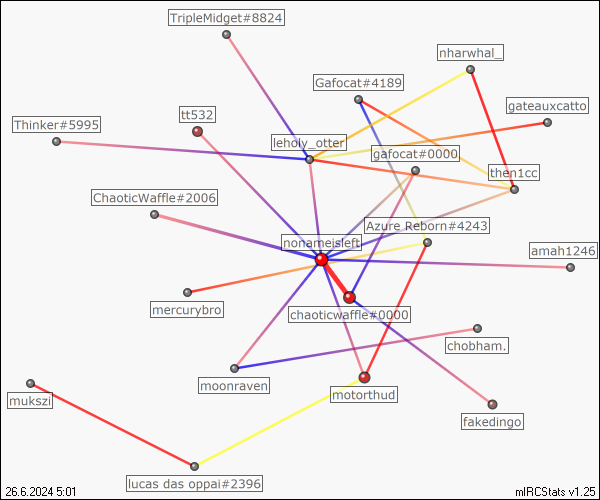 TripleMidget#8824
nharwhal_
Gafocat#4189
gateauxcatto
tt532
Thinker#5995
leholy_otter
gafocat#0000
then1cc
ChaoticWaffle#2006
Azure Reborn#4243
nonameisleft
amah1246
mercurybro
chaoticwaffle#0000
chobham.
moonraven
motorthud
mukszi
fakedingo
lucas das oppai#2396
26.6.2024 5:01
mIRCStats v1.25